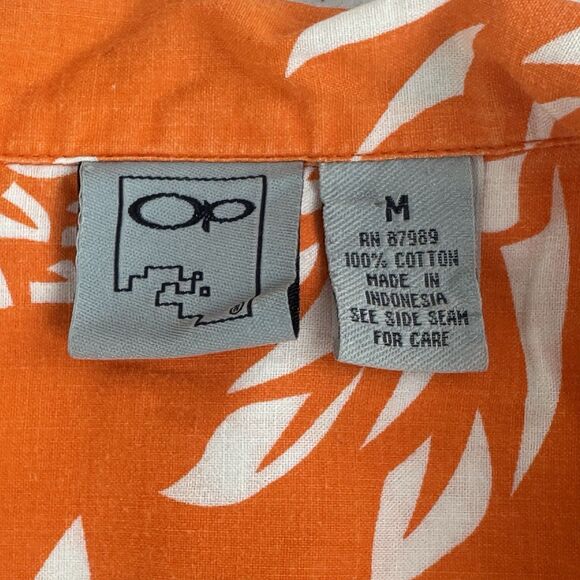 Op
®
M
RN 87989
100% COTTON
MADE IN
INDONESIA
SEE SIDE SEAM
FOR CARE